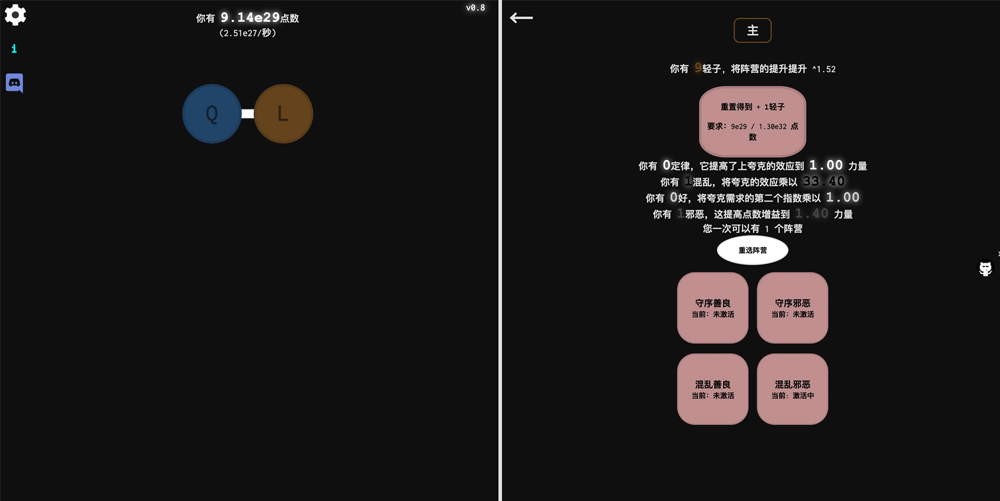 v0.8
你有 9.14e29点数
(2.51e27/秒)
i
Q
L
主
你有 9轻子，将阵营的提升提升 ^1.52
重置得到 + 1轻子
要求：9e29 / 1.30e32 点
数
你有 0定律，它提高了上夸克的效应到 1.00 力量
你有 1混乱，将夸克的效应乘以 33.40
你有 0好，将夸克需求的第二个指数乘以 1.00
你有 1邪恶，这提高点数增益到 1.40 力量
您一次可以有 1 个阵营
重选阵营
守序善良
当前：未激活
守序邪恶
当前：未激活
混乱善良
当前：未激活
混乱邪恶
当前：激活中